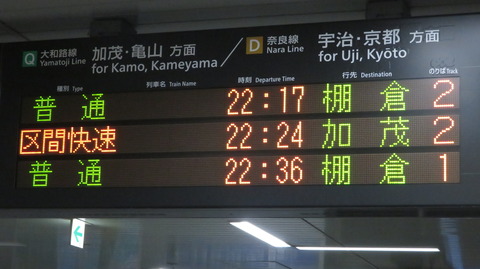 Q 大和路線 Yamatoji Line 加茂・亀山 方面 for Kamo, Kameyama
D 奈良線 Nara Line 宇治・京都 方面 for Uji, Kyōto
種別 Type 列車名 Train Name 時刻 Departure Time 行先 Destination のりば Track
普通 22:17 棚倉 2
区間快速 22:24 加茂 2
普通 22:36 棚倉 1